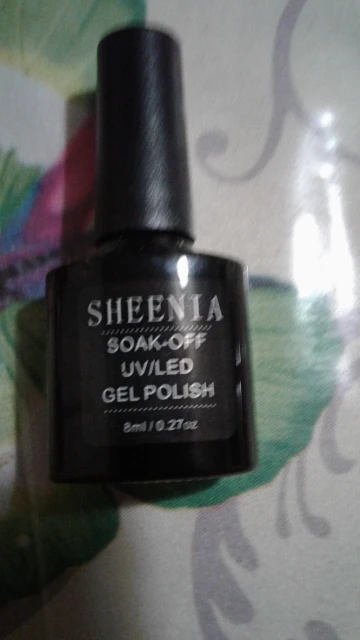 SHEENIA
SOAK-OFF
UV/LED
GEL POLISH
8ml / 0.27oz